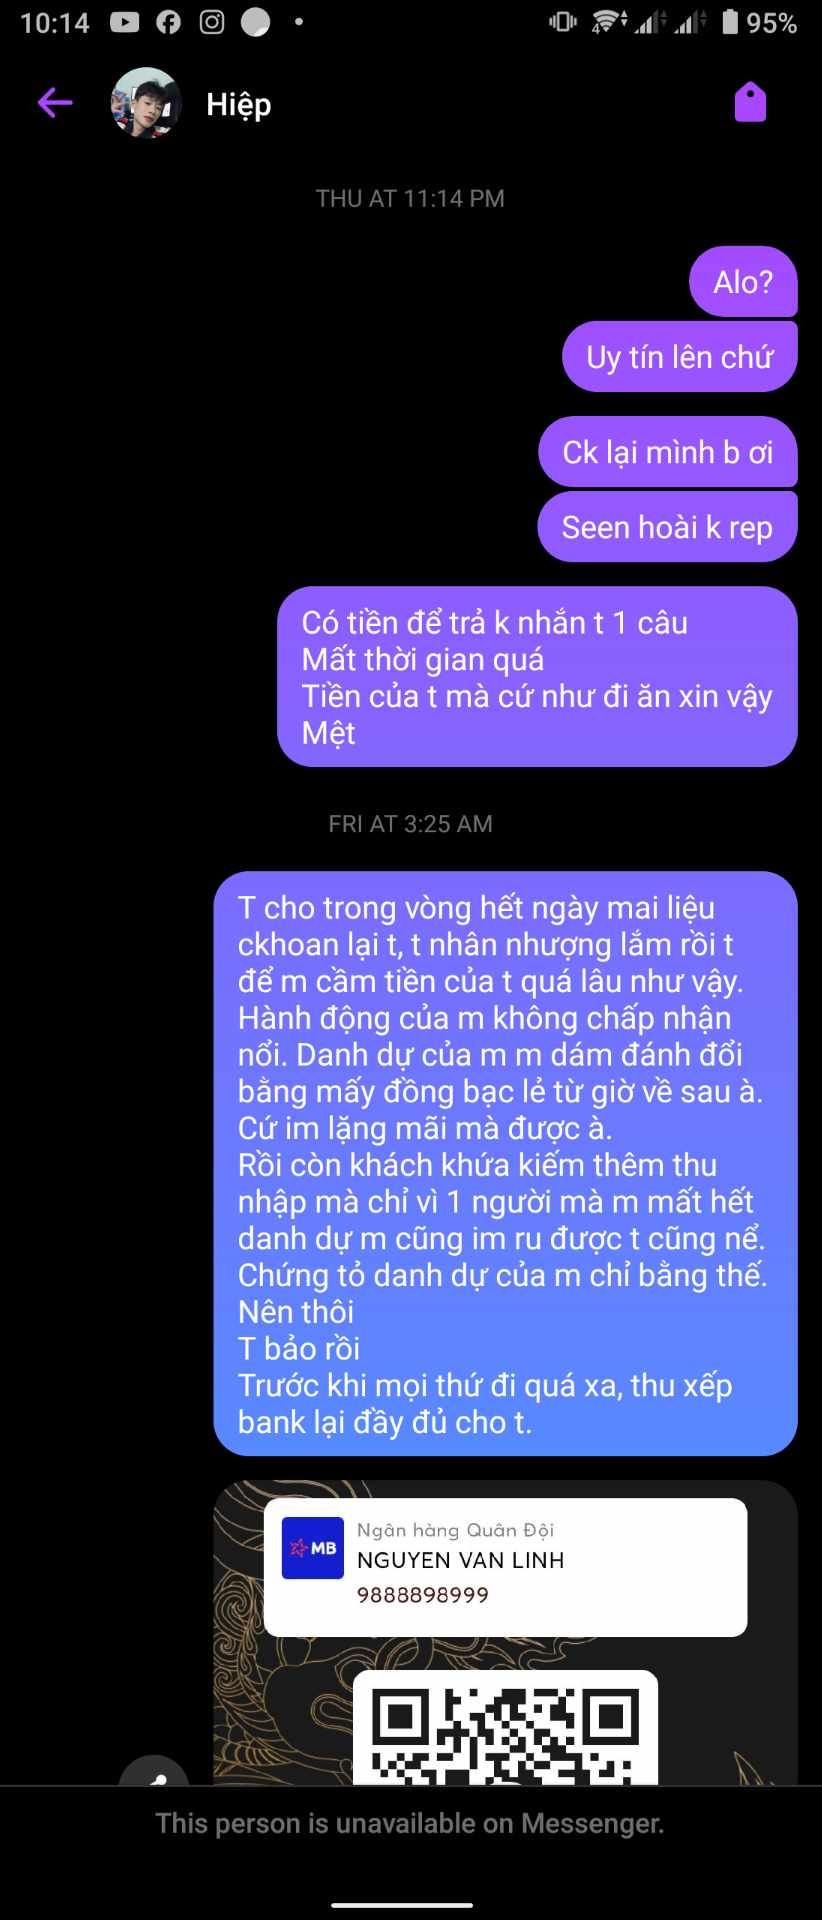 10:14
4
95%
Hiệp
THU AT 11:14 PM
Alo?
Uy tín lên chứ
Ck lại mình b ơi
Seen hoài k rep
Có tiền để trả k nhắn t 1 câu
Mất thời gian quá
Tiền của t mà cứ như đi ăn xin vậy
Mệt
FRI AT 3:25 AM
T cho trong vòng hết ngày mai liệu
ckhoan lại t, t nhân nhượng lắm rồi t
để m cầm tiền của t quá lâu như vậy.
Hành động của m không chấp nhận
nổi. Danh dự của m m dám đánh đổi
bằng mấy đồng bạc lẻ từ giờ về sau à.
Cứ im lặng mãi mà được à.
Rồi còn khách khứa kiếm thêm thu
nhập mà chỉ vì 1 người mà m mất hết
danh dự m cũng im ru được t cũng nể.
Chứng tỏ danh dự của m chỉ bằng thế.
Nên thôi
T bảo rồi
Trước khi mọi thứ đi quá xa, thu xếp
bank lại đầy đủ cho t.
Ngân hàng Quân Đội
MB
NGUYEN VAN LINH
9888898999
This person is unavailable on Messenger.